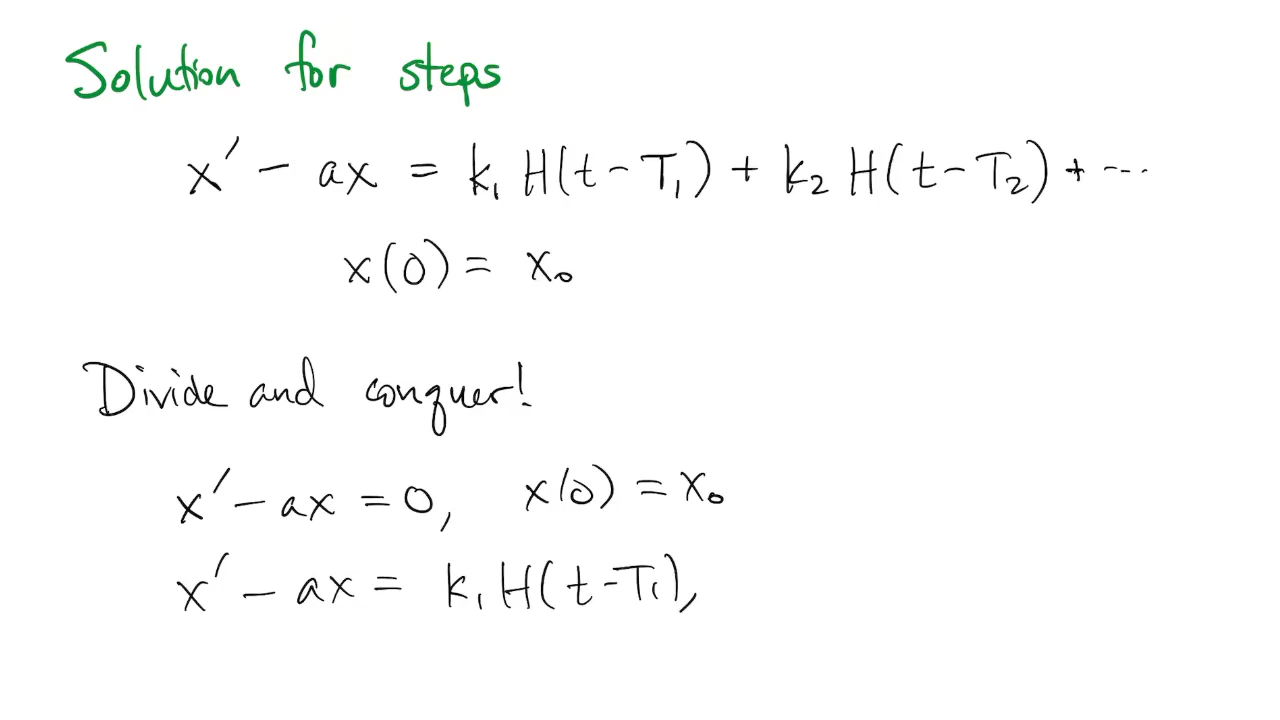 Solution for steps
x′ − ax = k₁ H(t − T₁) + k₂ H(t − T₂) + ...
x(0) = x₀
Divide and conquer!
x′ − ax = 0, x(0) = x₀
x′ − ax = k₁ H(t − T₁),